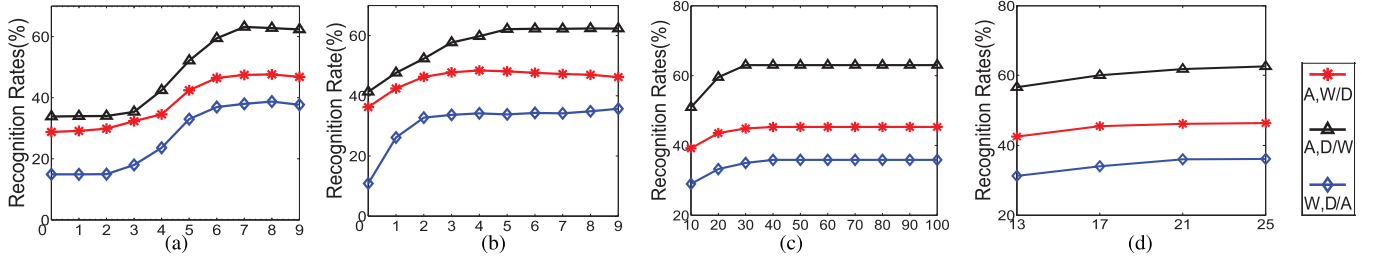 Recognition Rates(%)
60
40
20
0
0 1 2 3 4 5 6 7 8 9
(a)
Recognition Rate(%)
60
40
20
0
0 1 2 3 4 5 6 7 8 9
(b)
Recognition Rates(%)
80
60
40
20
10 20 30 40 50 60 70 80 90 100
(c)
Recognition Rates(%)
80
60
40
20
13 17 21 25
(d)
A,W/D
A,D/W
W,D/A